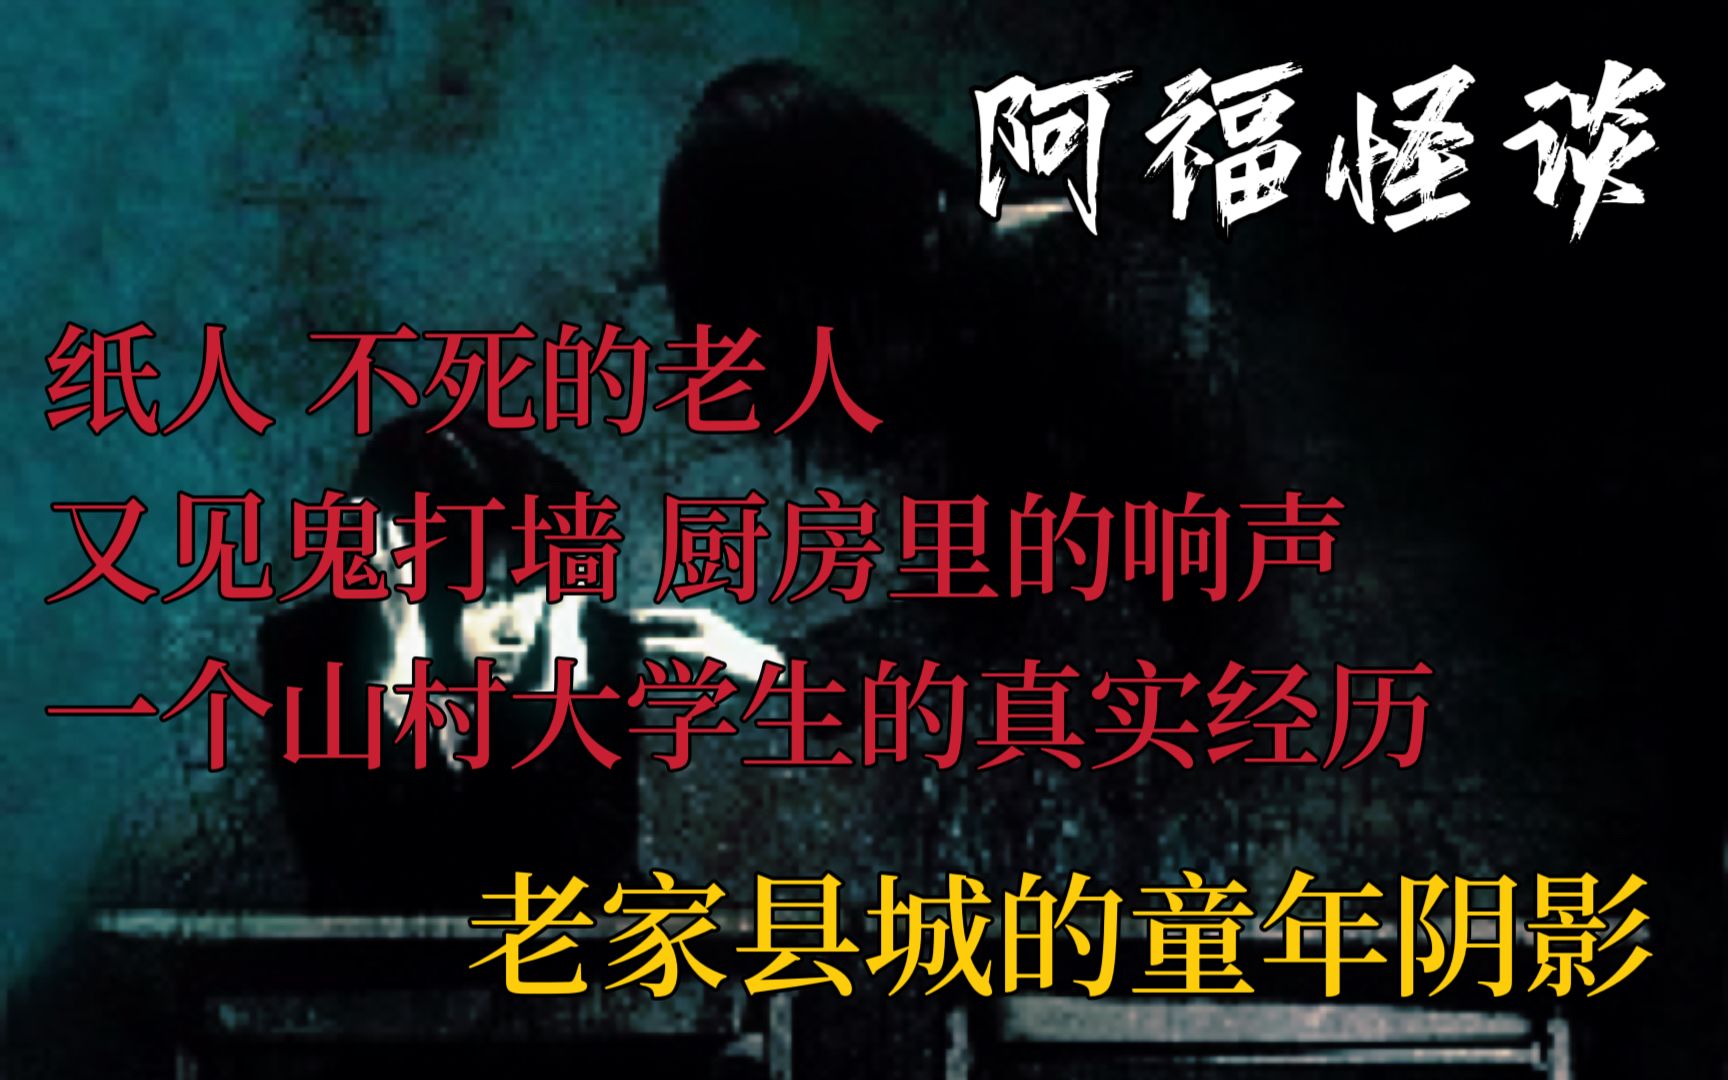 阿福怪谈
纸人 不死的老人
又见鬼打墙 厨房里的响声
一个山村大学生的真实经历
老家县城的童年阴影